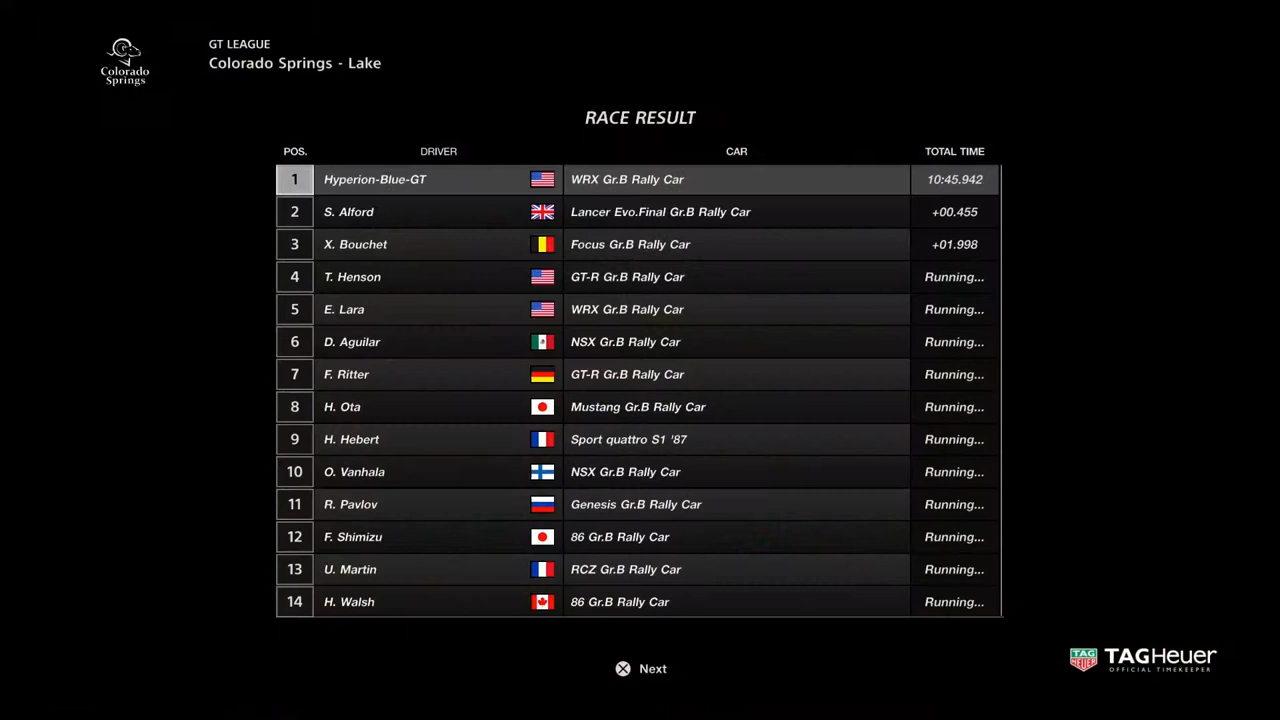 GT LEAGUE
Colorado Springs - Lake
Colorado
Springs
RACE RESULT
POS. DRIVER CAR TOTAL TIME
1 Hyperion-Blue-GT WRX Gr.B Rally Car 10:45.942
2 S. Alford Lancer Evo.Final Gr.B Rally Car +00.455
3 X. Bouchet Focus Gr.B Rally Car +01.998
4 T. Henson GT-R Gr.B Rally Car Running...
5 E. Lara WRX Gr.B Rally Car Running...
6 D. Aguilar NSX Gr.B Rally Car Running...
7 F. Ritter GT-R Gr.B Rally Car Running...
8 H. Ota Mustang Gr.B Rally Car Running...
9 H. Hebert Sport quattro S1 '87 Running...
10 O. Vanhala NSX Gr.B Rally Car Running...
11 R. Pavlov Genesis Gr.B Rally Car Running...
12 F. Shimizu 86 Gr.B Rally Car Running...
13 U. Martin RCZ Gr.B Rally Car Running...
14 H. Walsh 86 Gr.B Rally Car Running...
Next
TAG HEUER
TAGHeuer
OFFICIAL TIMEKEEPER